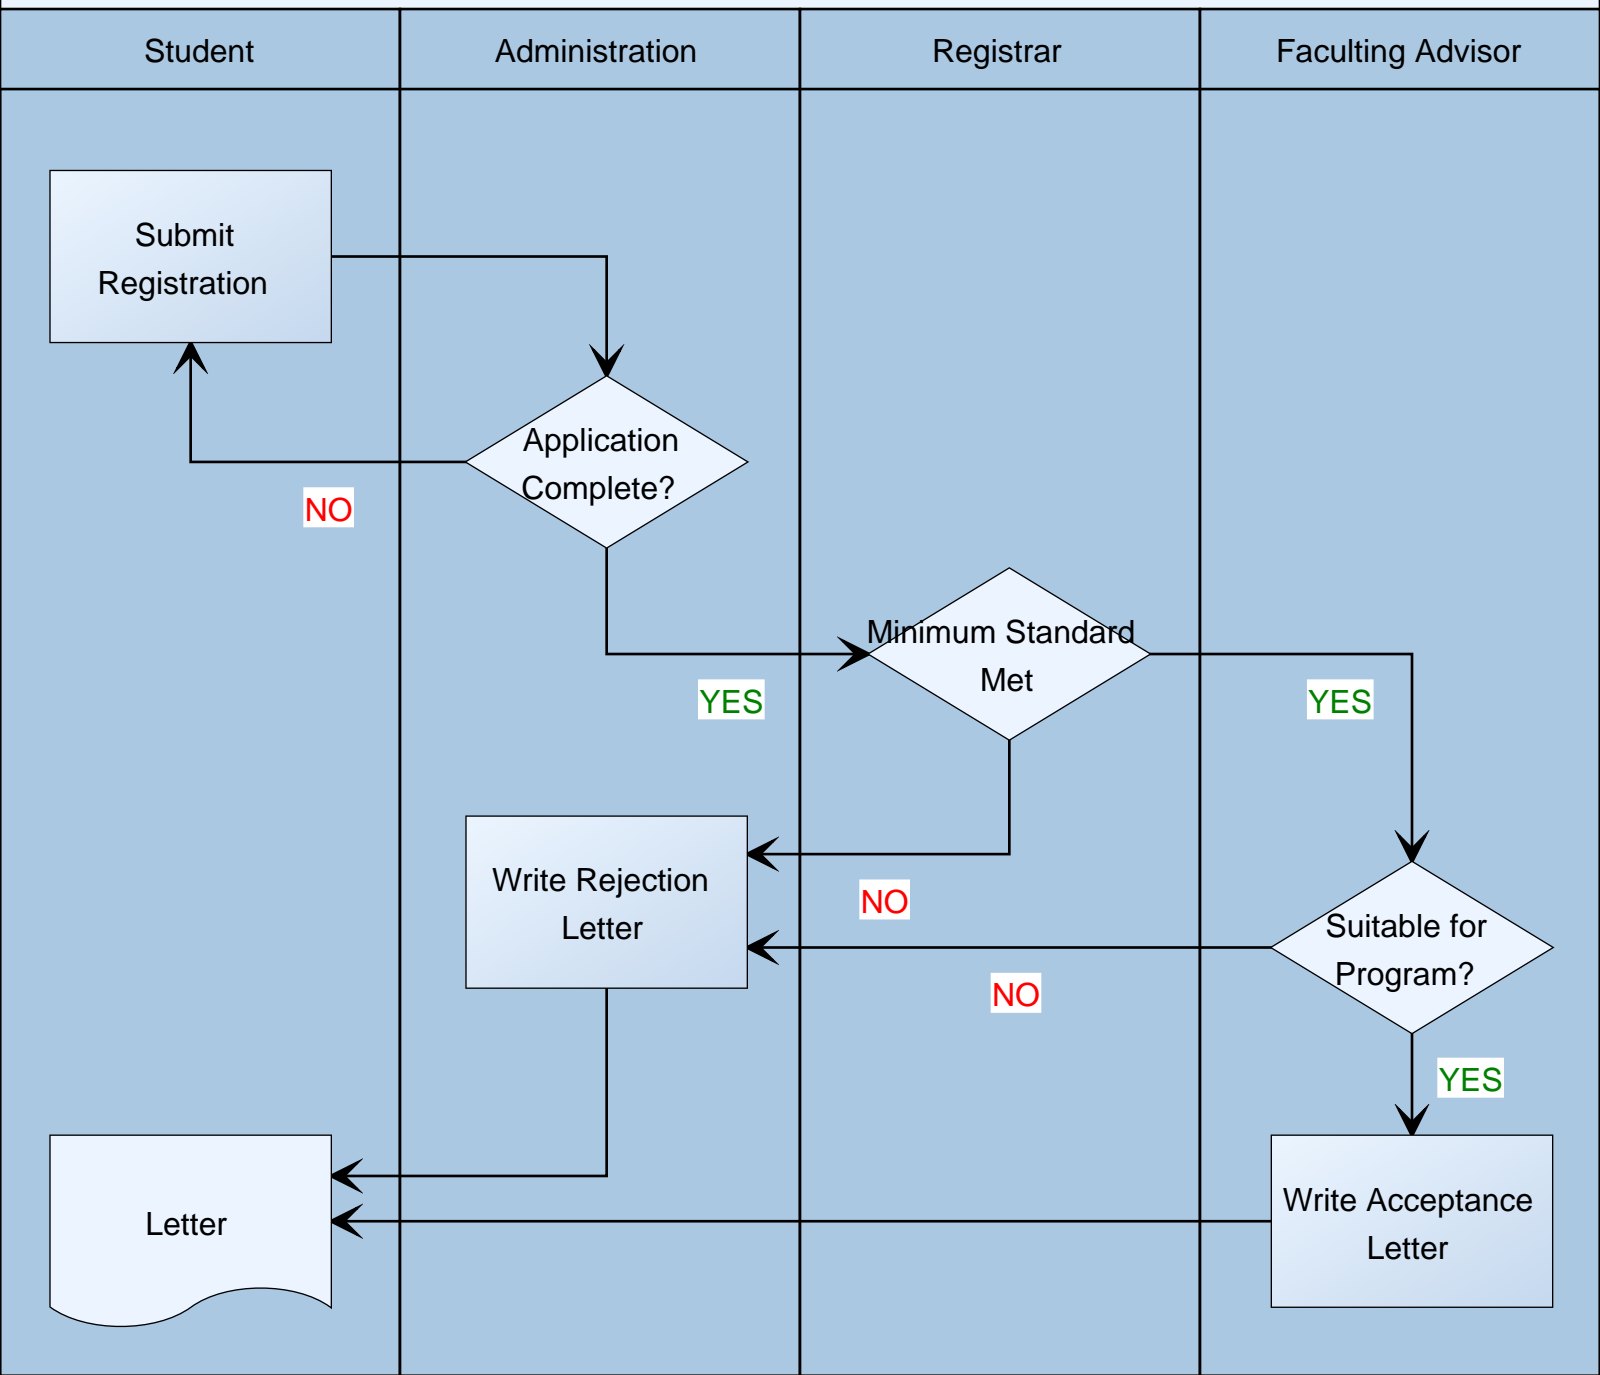 Student
Administration
Registrar
Faculting Advisor
Submit
Registration
Application
Complete?
NO
Minimum Standard
Met
YES
YES
Write Rejection
Letter
NO
Suitable for
Program?
NO
YES
Letter
Write Acceptance
Letter